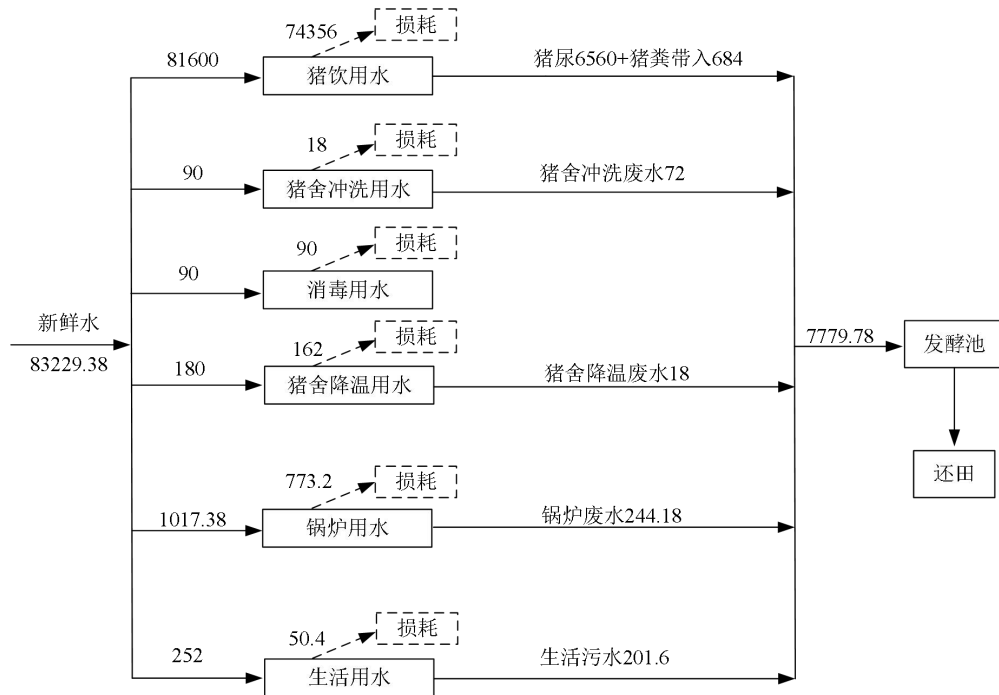 74356
损耗
81600
猪饮用水
猪尿6560+猪粪带入684
18
损耗
90
猪舍冲洗用水
猪舍冲洗废水72
90
损耗
90
消毒用水
新鲜水
83229.38
162
损耗
180
猪舍降温用水
猪舍降温废水18
7779.78
发酵池
还田
773.2
损耗
1017.38
锅炉用水
锅炉废水244.18
50.4
损耗
252
生活用水
生活污水201.6